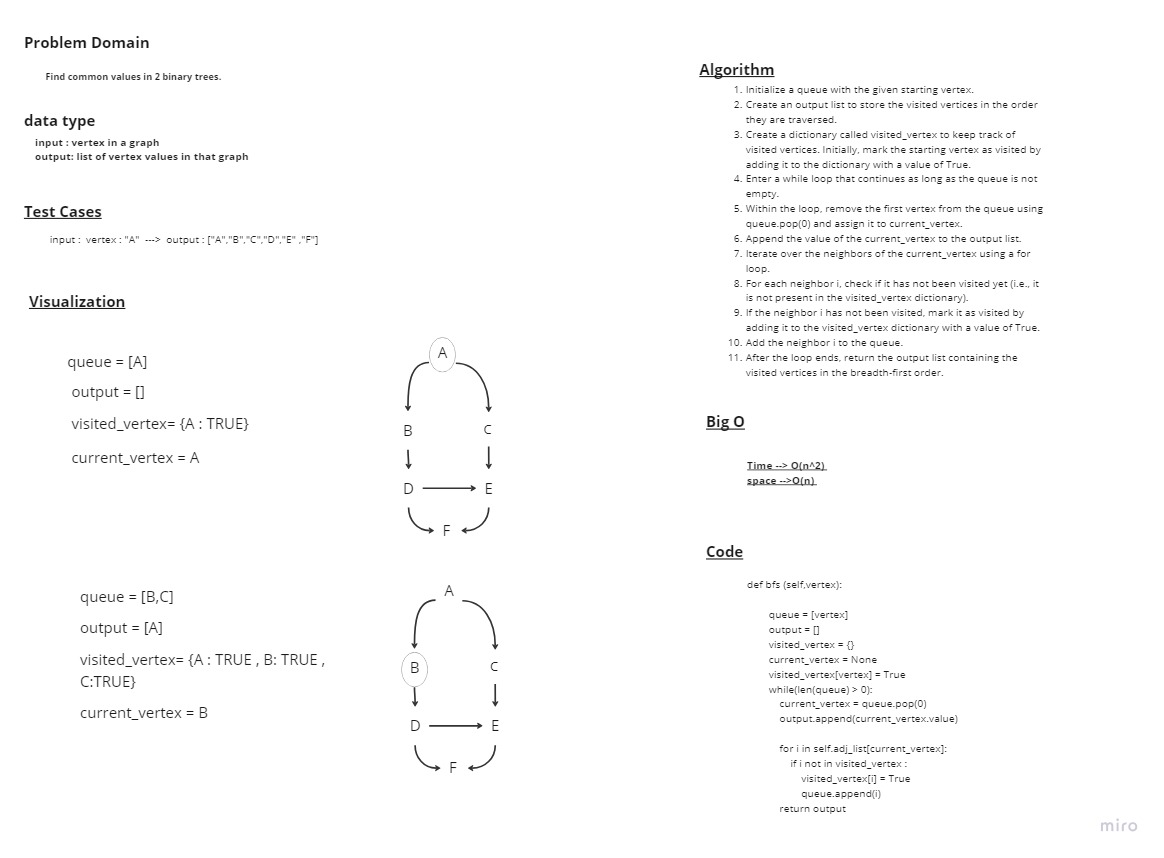 Problem Domain
Find common values in 2 binary trees.
data type
input : vertex in a graph
output: list of vertex values in that graph
Test Cases
input :  vertex : "A"  ---> output : ["A","B","C","D","E" ,"F"]
Visualization
queue = [A]
output = []
visited_vertex= {A : TRUE}
current_vertex = A
A
B
C
D
E
F
queue = [B,C]
output = [A]
visited_vertex= {A : TRUE , B: TRUE ,
C:TRUE}
current_vertex = B
A
B
C
D
E
F
Algorithm
1. Initialize a queue with the given starting vertex.
2. Create an output list to store the visited vertices in the order
they are traversed.
3. Create a dictionary called visited_vertex to keep track of
visited vertices. Initially, mark the starting vertex as visited by
adding it to the dictionary with a value of True.
4. Enter a while loop that continues as long as the queue is not
empty.
5. Within the loop, remove the first vertex from the queue using
queue.pop(0) and assign it to current_vertex.
6. Append the value of the current_vertex to the output list.
7. Iterate over the neighbors of the current_vertex using a for
loop.
8. For each neighbor i, check if it has not been visited yet (i.e., it
is not present in the visited_vertex dictionary).
9. If the neighbor i has not been visited, mark it as visited by
adding it to the visited_vertex dictionary with a value of True.
10. Add the neighbor i to the queue.
11. After the loop ends, return the output list containing the
visited vertices in the breadth-first order.
Big O
Time --> O(n^2)
space -->O(n)
Code
def bfs (self,vertex):
queue = [vertex]
output = []
visited_vertex = {}
current_vertex = None
visited_vertex[vertex] = True
while(len(queue) > 0):
current_vertex = queue.pop(0)
output.append(current_vertex.value)
for i in self.adj_list[current_vertex]:
if i not in visited_vertex :
visited_vertex[i] = True
queue.append(i)
return output
miro